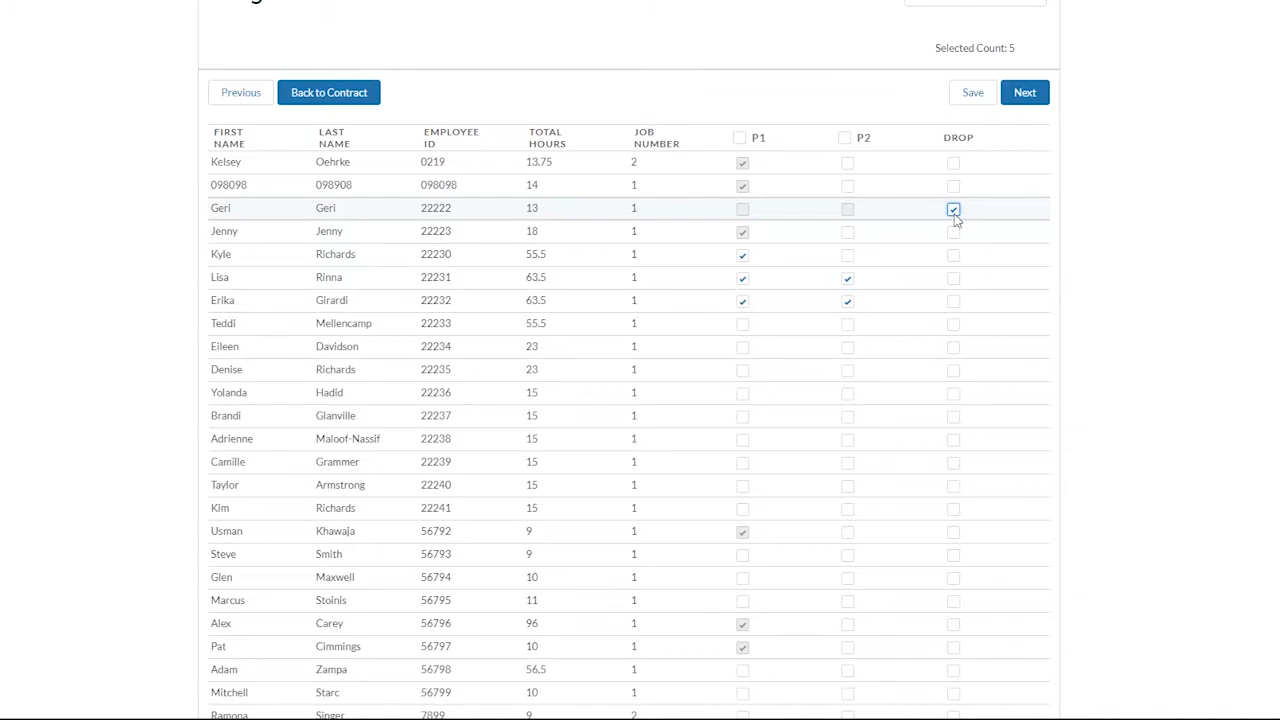 Selected Count: 5
Previous Back to Contract Save Next
FIRST NAME LAST NAME EMPLOYEE ID TOTAL HOURS JOB NUMBER P1 P2 DROP
Kelsey Oehrke 0219 13.75 2
098098 098908 098098 14 1
Geri Geri 22222 13 1
Jenny Jenny 22223 18 1
Kyle Richards 22230 55.5 1
Lisa Rinna 22231 63.5 1
Erika Girardi 22232 63.5 1
Teddi Mellencamp 22233 55.5 1
Eileen Davidson 22234 23 1
Denise Richards 22235 23 1
Yolanda Hadid 22236 15 1
Brandi Glanville 22237 15 1
Adrienne Maloof-Nassif 22238 15 1
Camille Grammer 22239 15 1
Taylor Armstrong 22240 15 1
Kim Richards 22241 15 1
Usman Khawaja 56792 9 1
Steve Smith 56793 9 1
Glen Maxwell 56794 10 1
Marcus Stoinis 56795 11 1
Alex Carey 56796 96 1
Pat Cimmings 56797 10 1
Adam Zampa 56798 56.5 1
Mitchell Starc 56799 10 1
Ramona Singer 7899 9 2